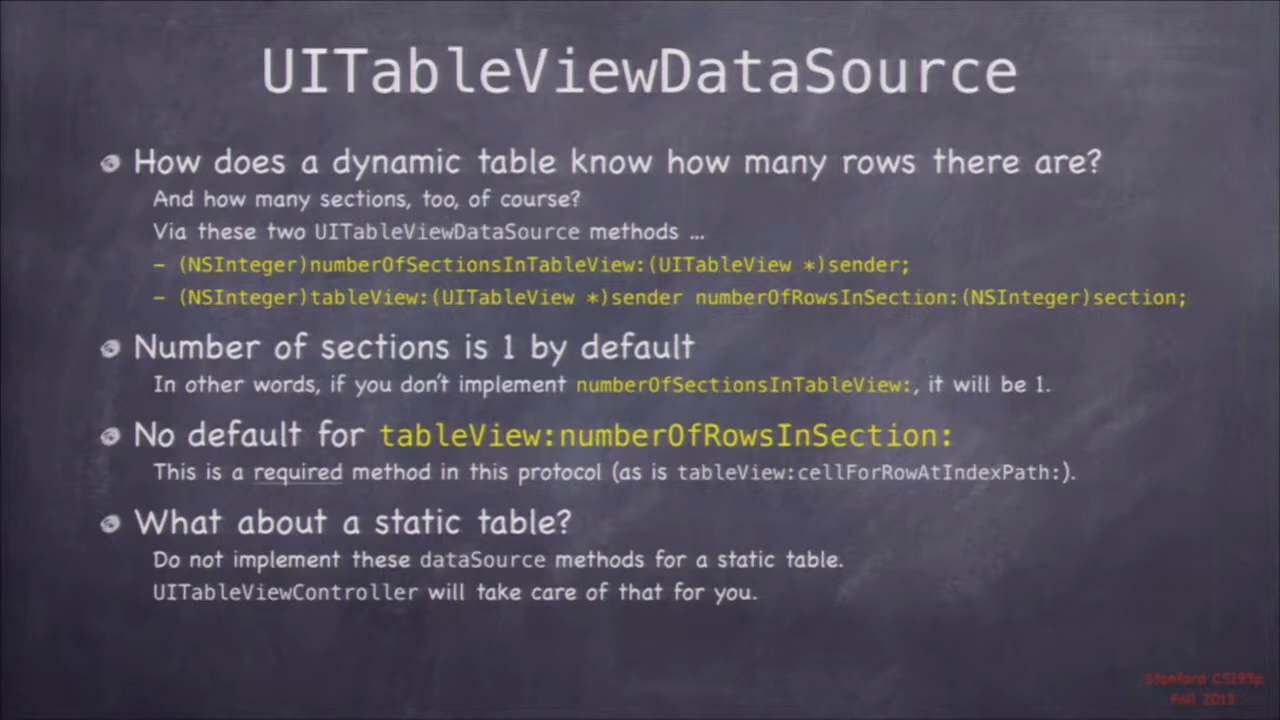 UITableViewDataSource
How does a dynamic table know how many rows there are?
And how many sections, too, of course?
Via these two UITableViewDataSource methods …
– (NSInteger)numberOfSectionsInTableView:(UITableView *)sender;
– (NSInteger)tableView:(UITableView *)sender numberOfRowsInSection:(NSInteger)section;
Number of sections is 1 by default
In other words, if you don't implement numberOfSectionsInTableView:, it will be 1.
No default for tableView:numberOfRowsInSection:
This is a required method in this protocol (as is tableView:cellForRowAtIndexPath:).
What about a static table?
Do not implement these dataSource methods for a static table.
UITableViewController will take care of that for you.
Stanford CS193p
Fall 2013